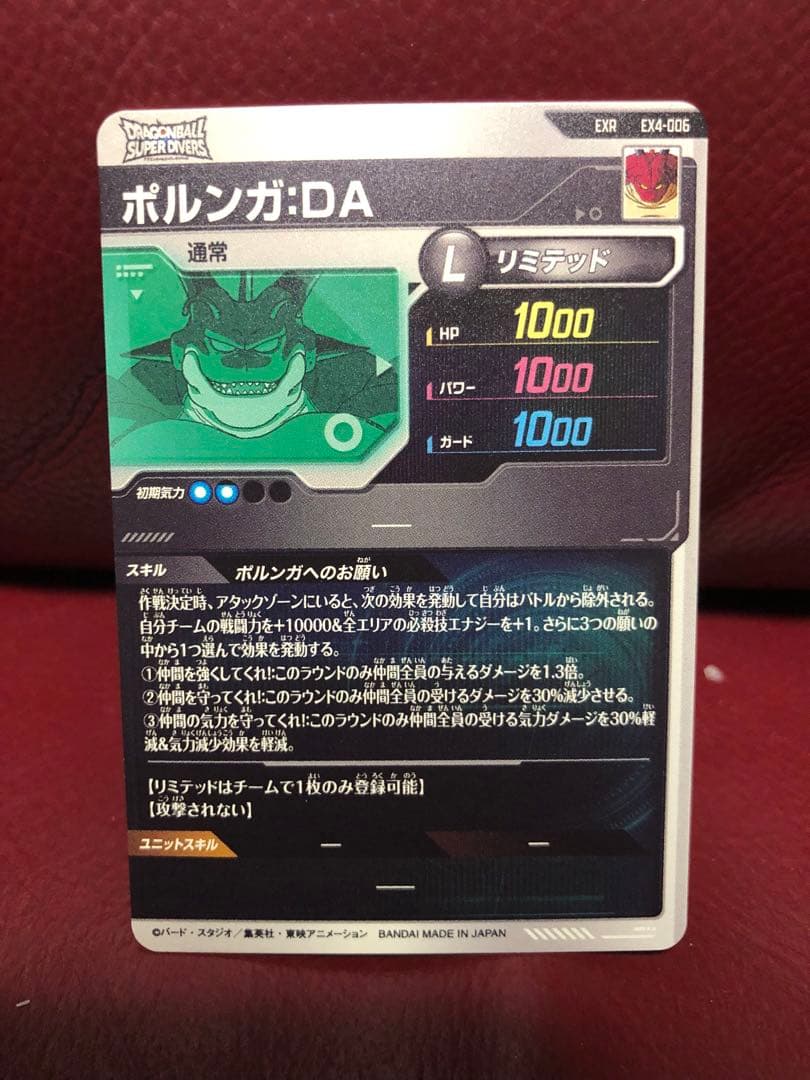 DRAGONBALL
SUPER DIVERS
EXR EX4-006
ポルンガ:DA
通常
L リミテッド
HP 1000
パワー 1000
ガード 1000
初期気力
スキル ポルンガへのお願い
作戦決定時、アタックゾーンにいると、次の効果を発動して自分はバトルから除外される。
自分チームの戦闘力を+10000&全エリアの必殺技エナジーを+1。さらに3つの願いの
中から1つ選んで効果を発動する。
①仲間を強くしてくれ!:このラウンドのみ仲間全員の与えるダメージを1.3倍。
②仲間を守ってくれ!:このラウンドのみ仲間全員の受けるダメージを30%減少させる。
③仲間の気力を守ってくれ!:このラウンドのみ仲間全員の受ける気力ダメージを30%軽
減&気力減少効果を軽減。
【リミテッドはチームで1枚のみ登録可能】
【攻撃されない】
ユニットスキル ー ー
ー
©バード・スタジオ/集英社・東映アニメーション BANDAI MADE IN JAPAN